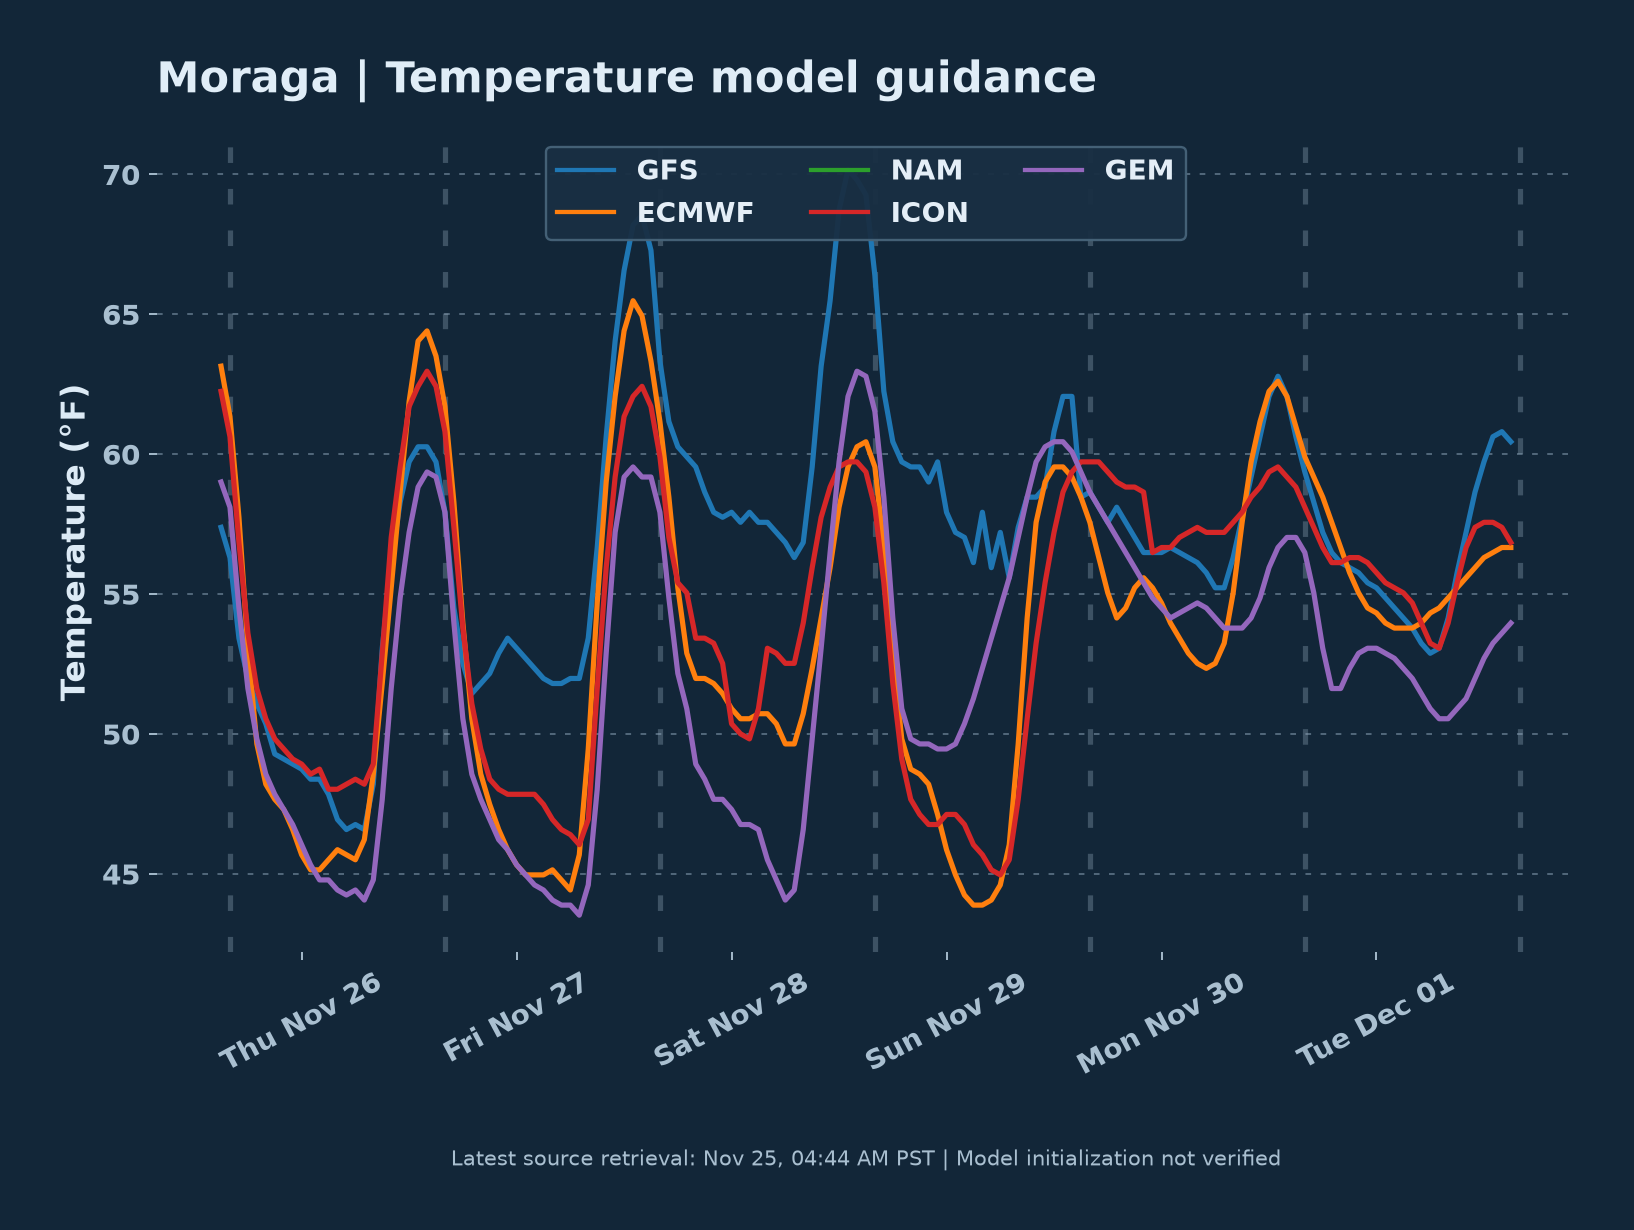 Moraga | Temperature model guidance
GFS
NAM
GEM
ECMWF
ICON
Temperature (°F)
70
65
60
55
50
45
Thu Nov 26
Fri Nov 27
Sat Nov 28
Sun Nov 29
Mon Nov 30
Tue Dec 01
Latest source retrieval: Nov 25, 04:44 AM PST | Model initialization not verified